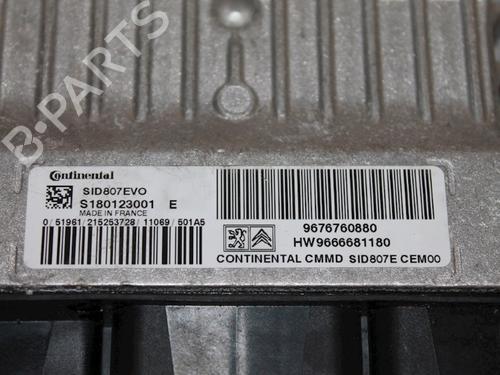 B-PARTS
Continental
SID807EVO
S180123001 E
MADE IN FRANCE
0/51961/215253728/11069/501A5
9676760880
HW9666681180
CONTINENTAL CMMD SID807E CEM00